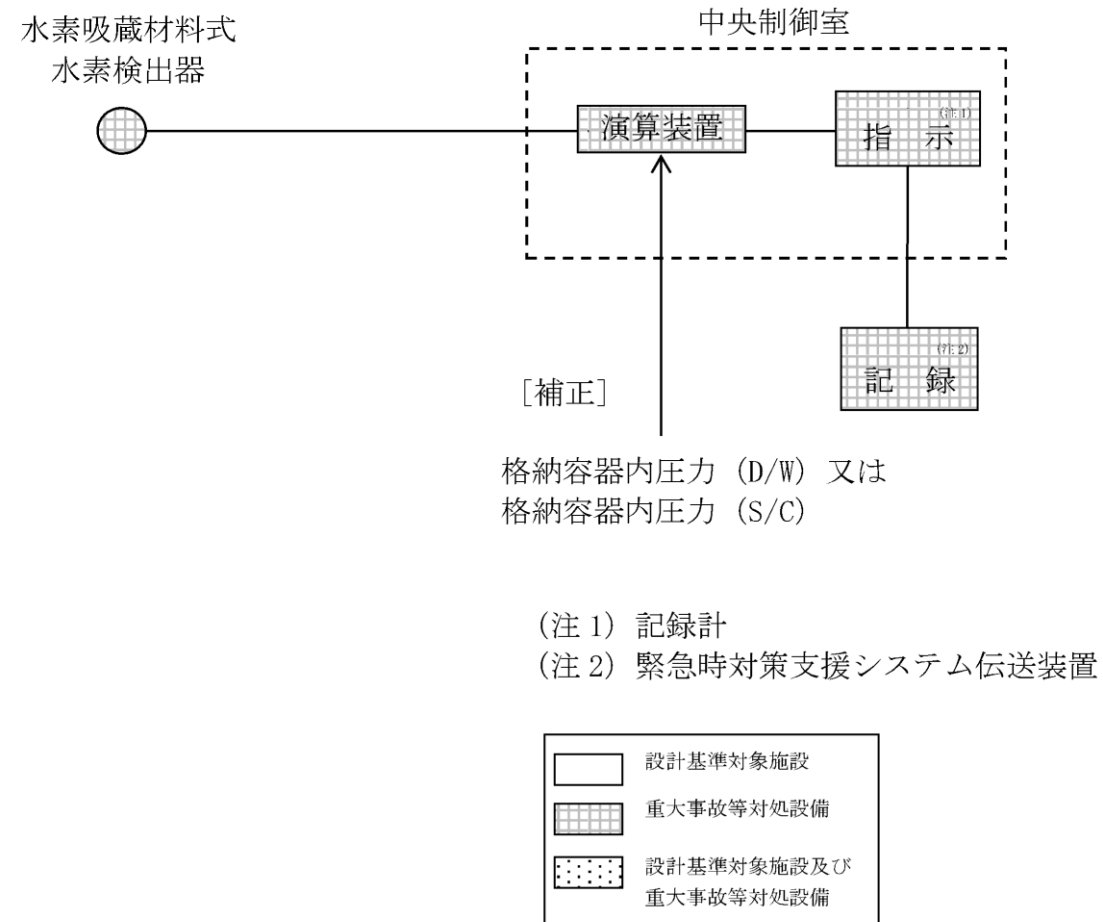 水素吸蔵材料式
水素検出器
中央制御室
演算装置
指 示
(注1)
(注2)
記 録
[補正]
格納容器内圧力 (D/W) 又は
格納容器内圧力 (S/C)
(注1) 記録計
(注2) 緊急時対策支援システム伝送装置
設計基準対象施設
重大事故等対処設備
設計基準対象施設及び
重大事故等対処設備